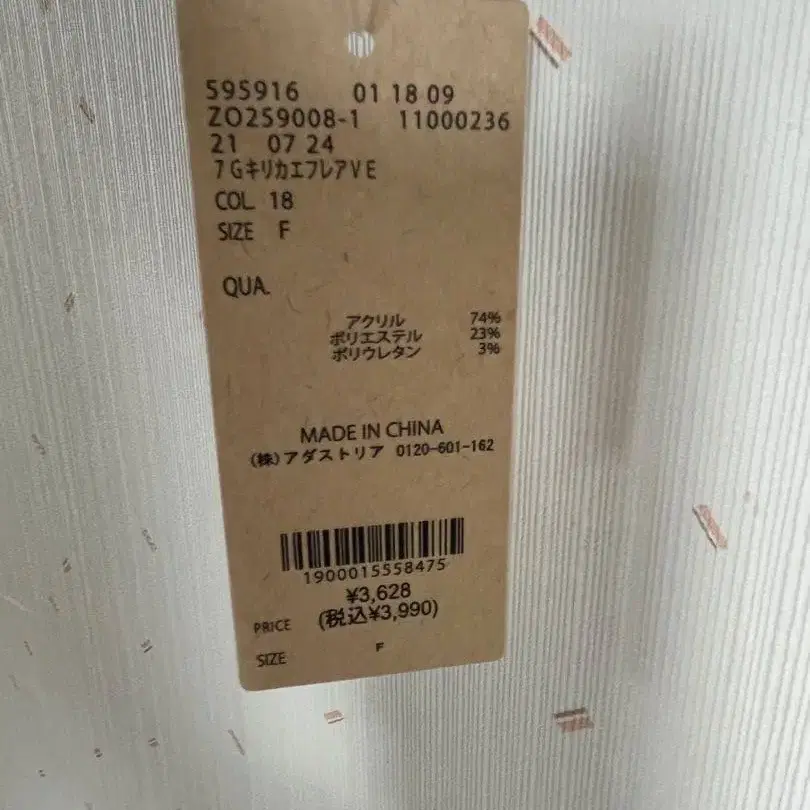 595916 01 18 09
ZO259008-1 11000236
21 07 24
7GキリカエフレアVE
COL 18
SIZE F
QUA.
アクリル 74%
ポリエステル 23%
ポリウレタン 3%
MADE IN CHINA
(株)アダストリア 0120-601-162
1900015558475
¥3,628
PRICE (税込¥3,990)
SIZE F